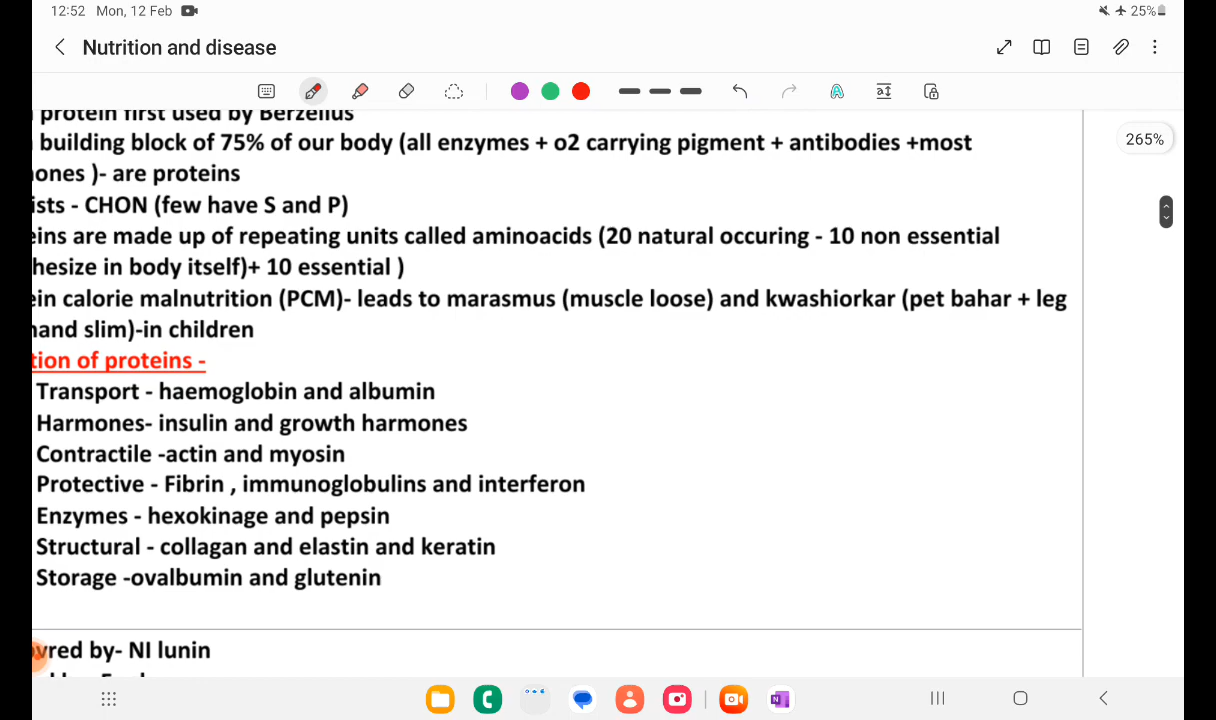 12:52 Mon, 12 Feb
25%
Nutrition and disease
265%
protein first used by Berzelius
building block of 75% of our body (all enzymes + o2 carrying pigment + antibodies +most
ones )- are proteins
ists - CHON (few have S and P)
eins are made up of repeating units called aminoacids (20 natural occuring - 10 non essential
hesize in body itself)+ 10 essential )
ein calorie malnutrition (PCM)- leads to marasmus (muscle loose) and kwashiorkar (pet bahar + leg
hand slim)-in children
tion of proteins -
Transport - haemoglobin and albumin
Harmones- insulin and growth harmones
Contractile -actin and myosin
Protective - Fibrin , immunoglobulins and interferon
Enzymes - hexokinage and pepsin
Structural - collagan and elastin and keratin
Storage -ovalbumin and glutenin
vred by- NI lunin